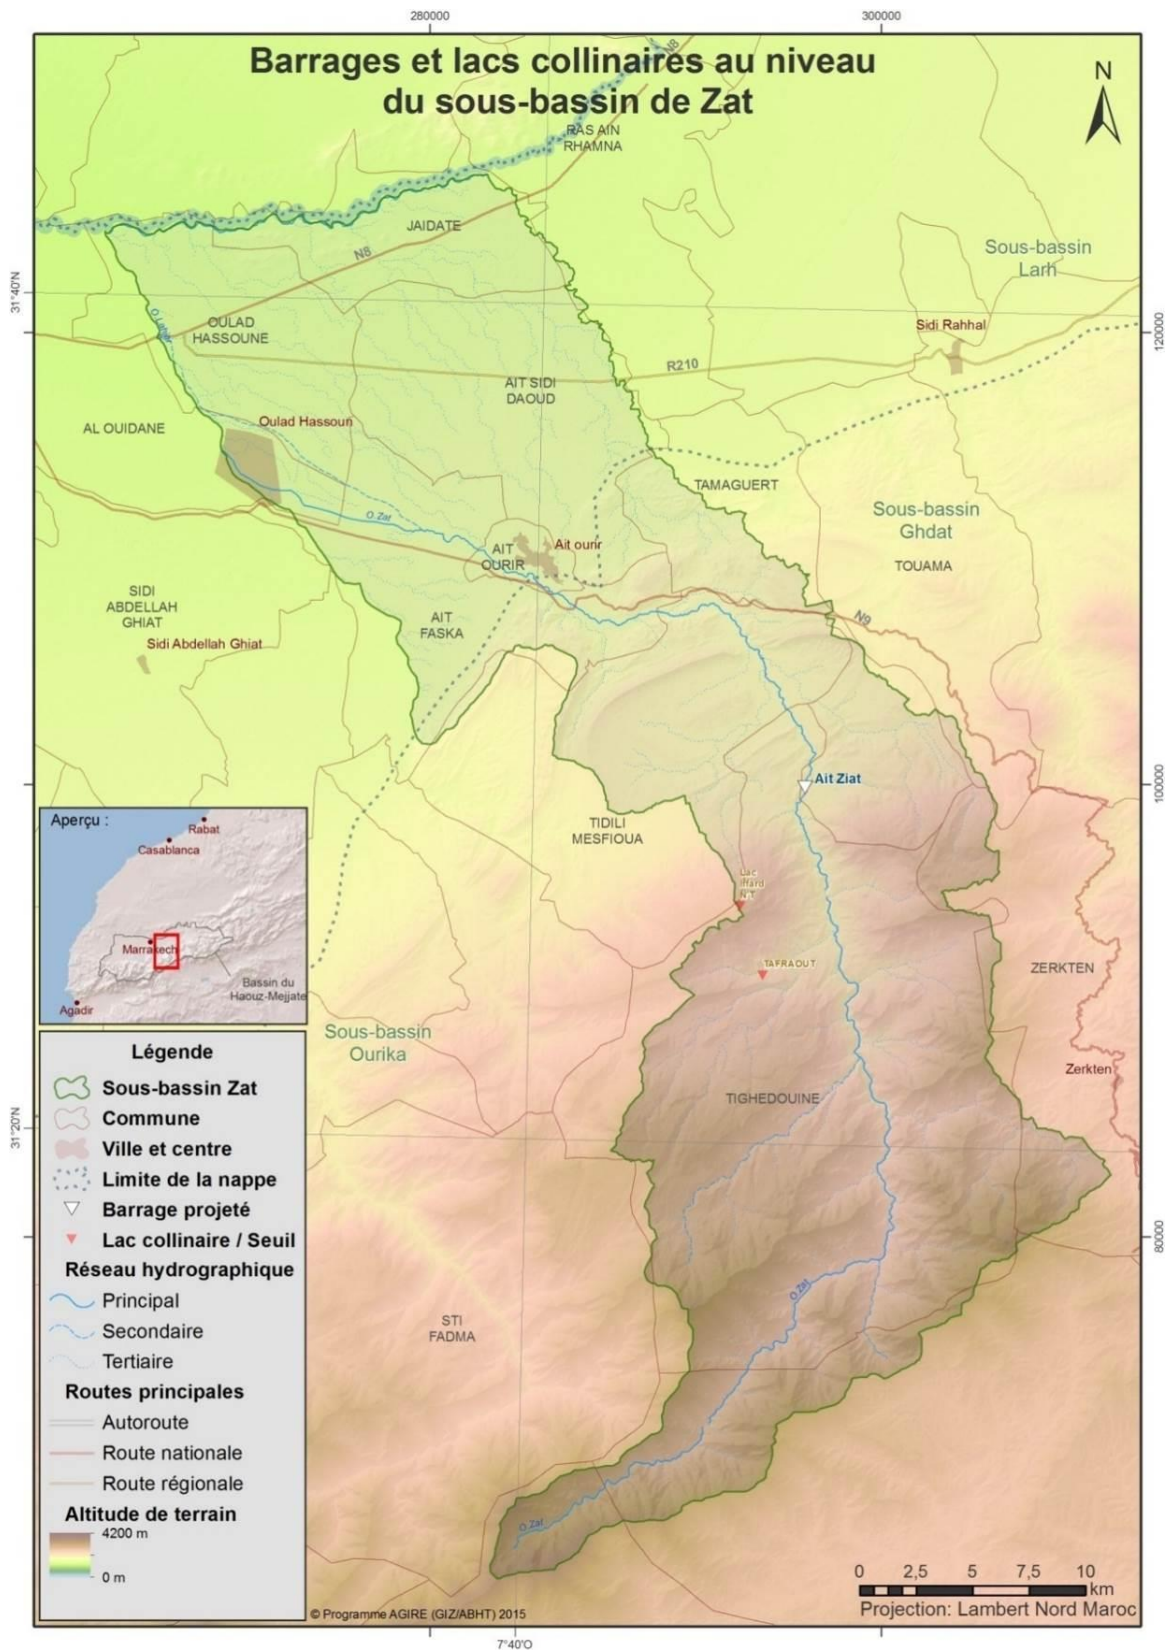 280000
300000
Barrages et lacs collinaires au niveau
du sous-bassin de Zat
N
N8
RAS AIN
RHAMNA
JAIDATE
N8
Sous-bassin
Larh
31°40'N
OULAD
HASSOUNE
Sidi Rahhal
120000
R210
AIT SIDI
DAOUD
AL OUIDANE
Oulad Hassoun
TAMAGUERT
O.Zat
Sous-bassin
Ghdat
AIT
OURIR
Ait ourir
TOUAMA
SIDI
ABDELLAH
GHIAT
AIT
FASKA
N9
Sidi Abdellah Ghiat
Ait Ziat
100000
TIDILI
MESFIOUA
Aperçu :
Rabat
Casablanca
Marrakech
Bassin du
Haouz-Mejjate
Agadir
Lac
Iffard
N'T
TAFRAOUT
ZERKTEN
Sous-bassin
Ourika
Zerkten
TIGHEDOUINE
31°20'N
80000
O.Zat
STI
FADMA
O.Zat
Légende
Sous-bassin Zat
Commune
Ville et centre
Limite de la nappe
Barrage projeté
Lac collinaire / Seuil
Réseau hydrographique
Principal
Secondaire
Tertiaire
Routes principales
Autoroute
Route nationale
Route régionale
Altitude de terrain
4200 m
0 m
© Programme AGIRE (GIZ/ABHT) 2015
0 2,5 5 7,5 10
km
Projection: Lambert Nord Maroc
7°40'O